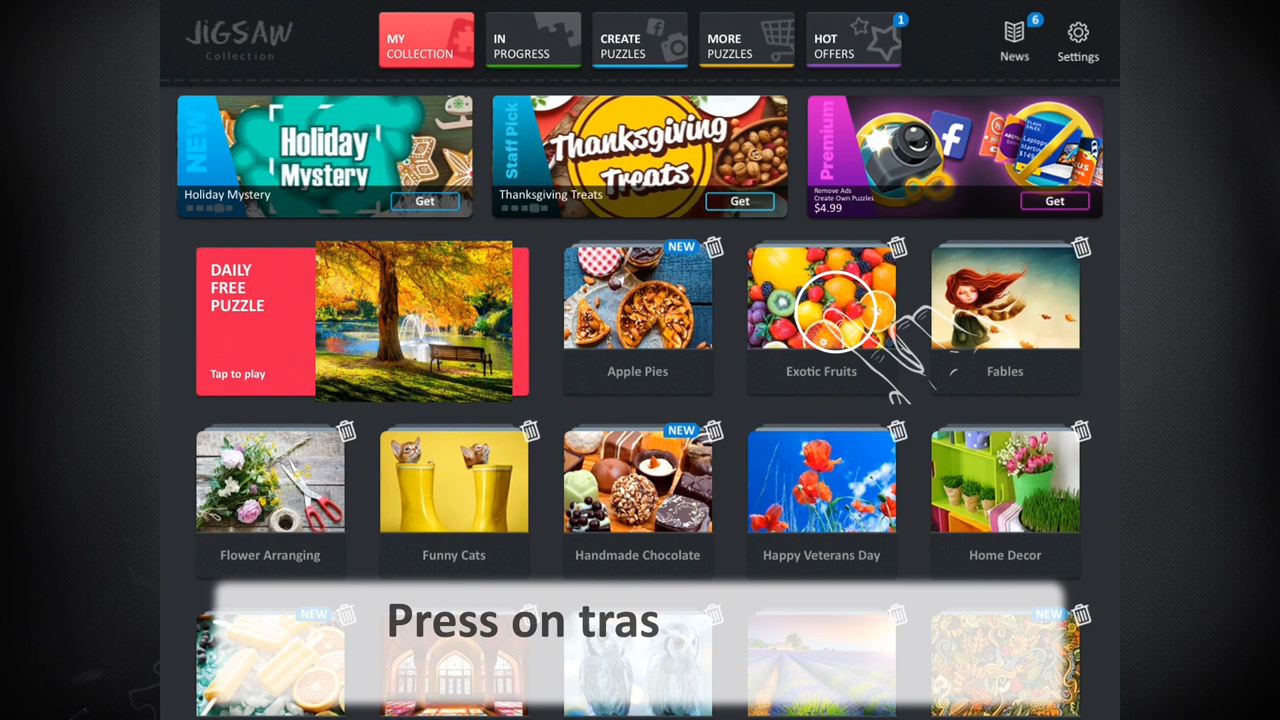 JiGSAW
Collection
MY
COLLECTION
IN
PROGRESS
CREATE
PUZZLES
MORE
PUZZLES
HOT
OFFERS
1
6
News
Settings
NEW
Holiday
Mystery
Holiday Mystery
Get
Staff Pick
Thanksgiving
Treats
Thanksgiving Treats
Get
Premium
Remove Ads
Create Own Puzzles
$4.99
Get
DAILY
FREE
PUZZLE
Tap to play
NEW
Apple Pies
Exotic Fruits
Fables
Flower Arranging
Funny Cats
NEW
Handmade Chocolate
Happy Veterans Day
Home Decor
NEW
NEW
Press on tras